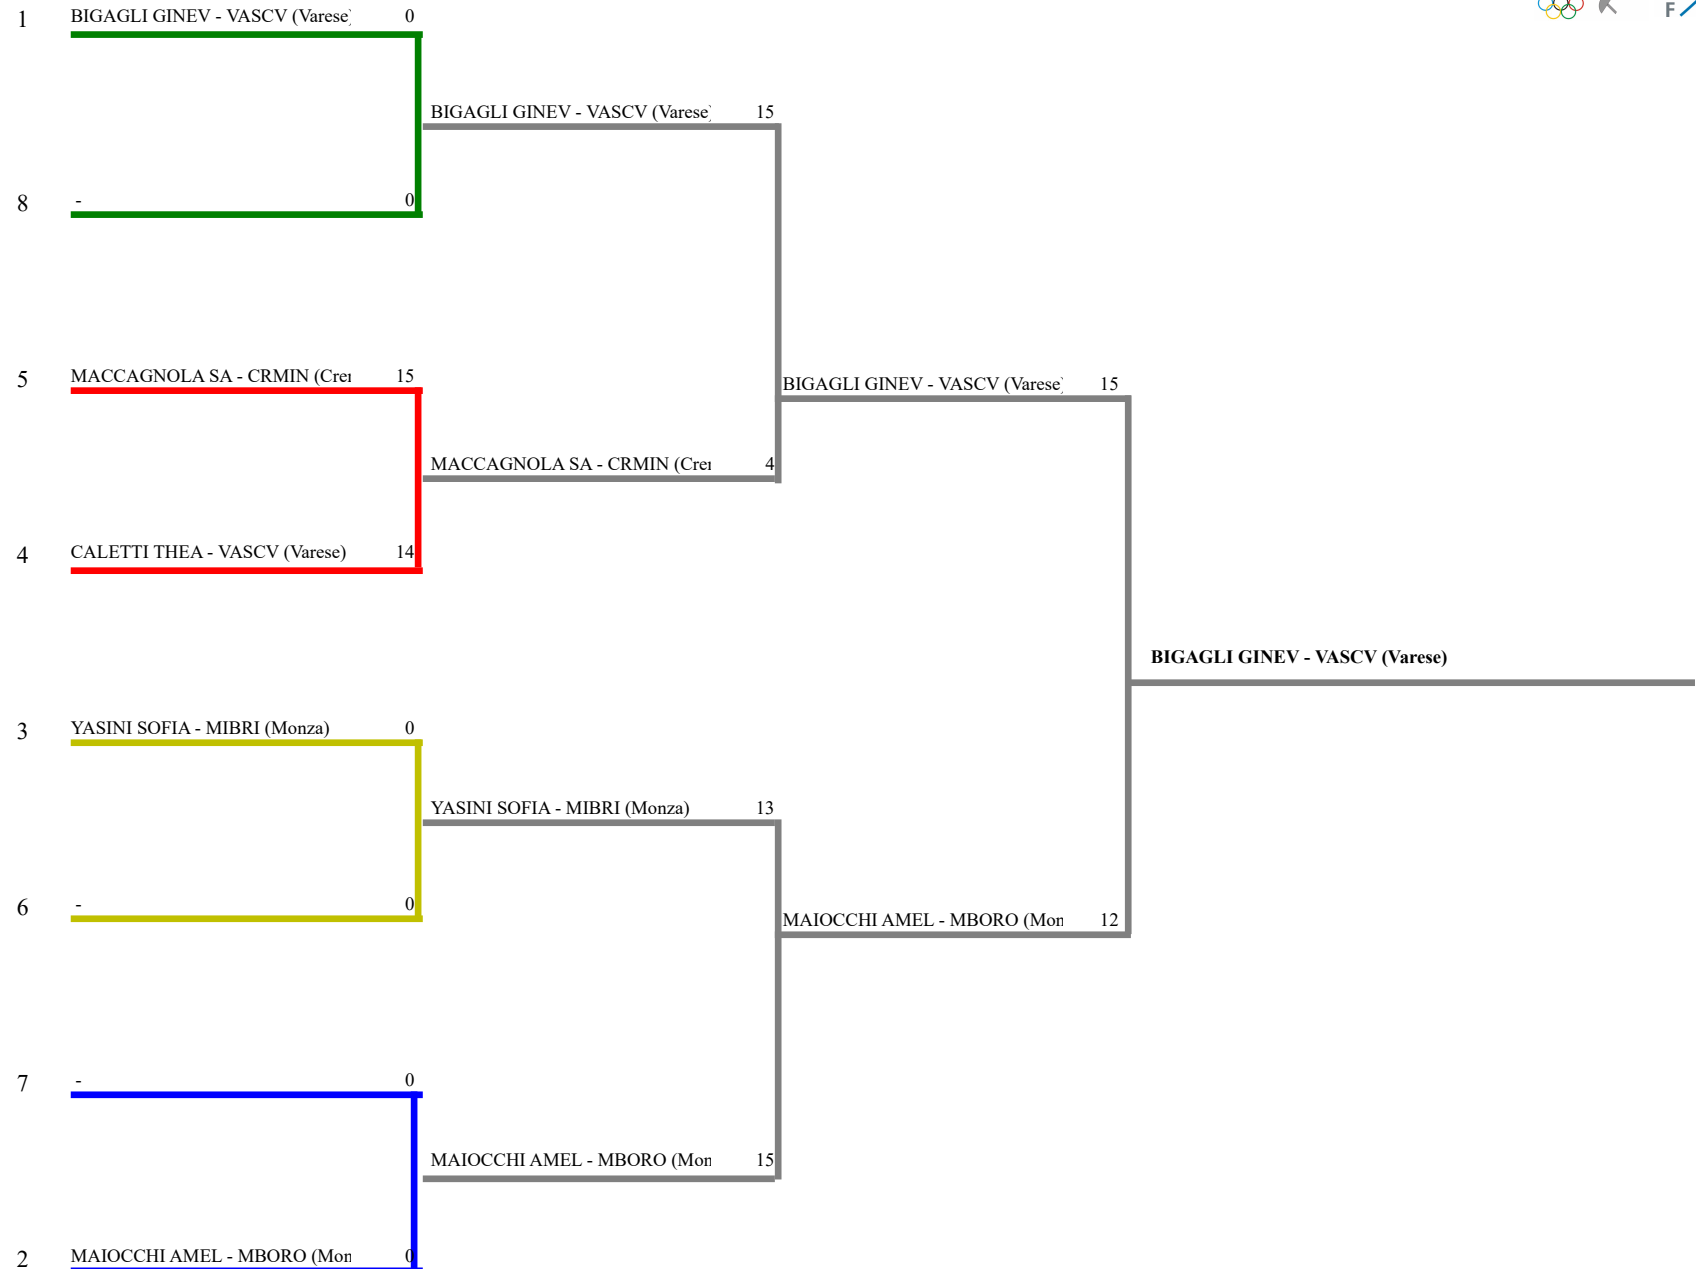 1 BIGAGLI GINEV - VASCV (Varese) 0
BIGAGLI GINEV - VASCV (Varese) 15
8 - 0
5 MACCAGNOLA SA - CRMIN (Crer 15
BIGAGLI GINEV - VASCV (Varese) 15
MACCAGNOLA SA - CRMIN (Crer 4
4 CALETTI THEA - VASCV (Varese) 14
BIGAGLI GINEV - VASCV (Varese)
3 YASINI SOFIA - MIBRI (Monza) 0
YASINI SOFIA - MIBRI (Monza) 13
6 - 0
MAIOCCHI AMEL - MBORO (Mon 12
7 - 0
MAIOCCHI AMEL - MBORO (Mon 15
2 MAIOCCHI AMEL - MBORO (Mon 0
F